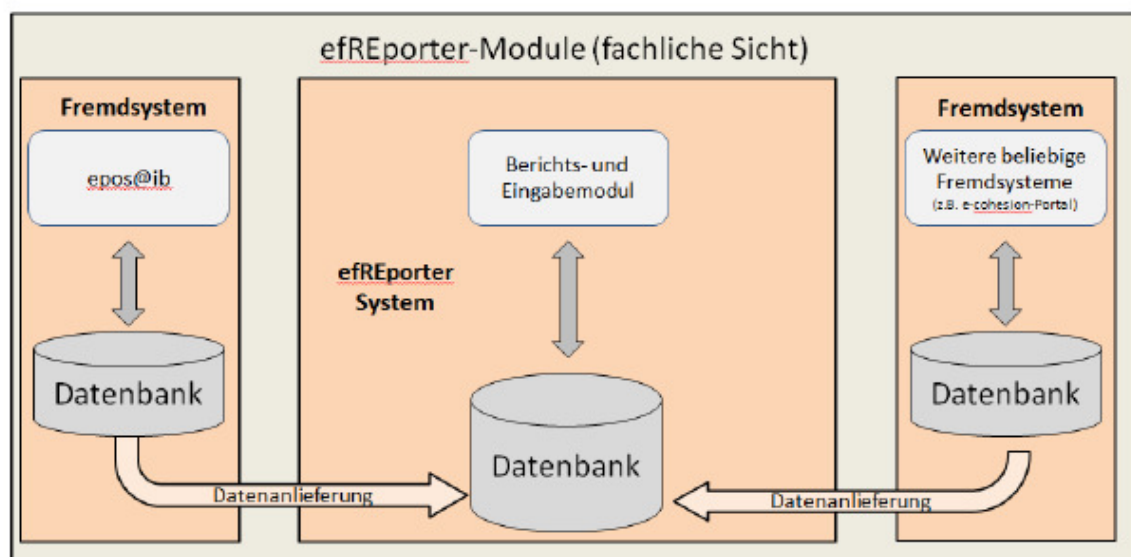 efREporter-Module (fachliche Sicht)
Fremdsystem
epos@ib
Datenbank
Datenanlieferung
Berichts- und
Eingabemodul
efREporter
System
Datenbank
Fremdsystem
Weitere beliebige
Fremdsysteme
(z.B. e-cohesion-Portal)
Datenbank
Datenanlieferung